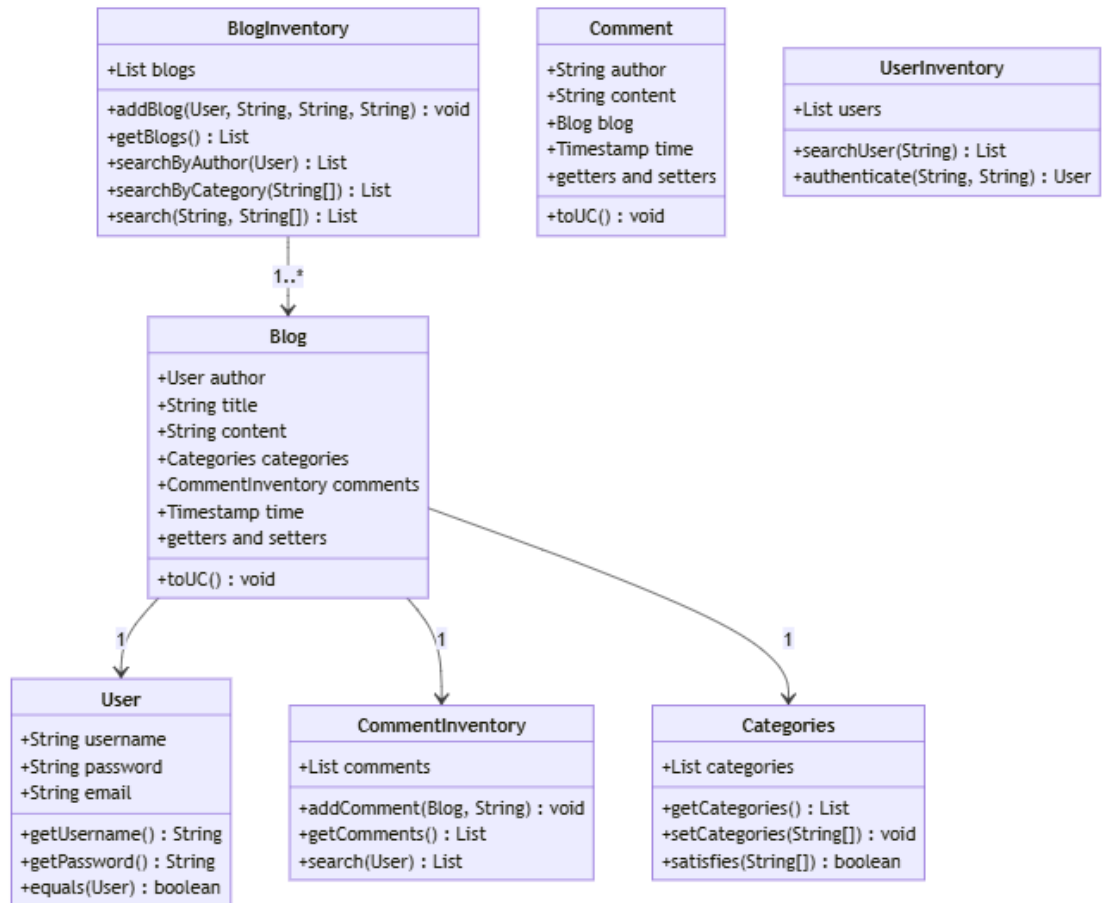 BlogInventory
+List blogs
+addBlog(User, String, String, String) : void
+getBlogs() : List
+searchByAuthor(User) : List
+searchByCategory(String[]) : List
+search(String, String[]) : List
Comment
+String author
+String content
+Blog blog
+Timestamp time
+getters and setters
+toUC() : void
UserInventory
+List users
+searchUser(String) : List
+authenticate(String, String) : User
1..*
Blog
+User author
+String title
+String content
+Categories categories
+CommentInventory comments
+Timestamp time
+getters and setters
+toUC() : void
1
1
1
User
+String username
+String password
+String email
+getUsername() : String
+getPassword() : String
+equals(User) : boolean
CommentInventory
+List comments
+addComment(Blog, String) : void
+getComments() : List
+search(User) : List
Categories
+List categories
+getCategories() : List
+setCategories(String[]) : void
+satisfies(String[]) : boolean